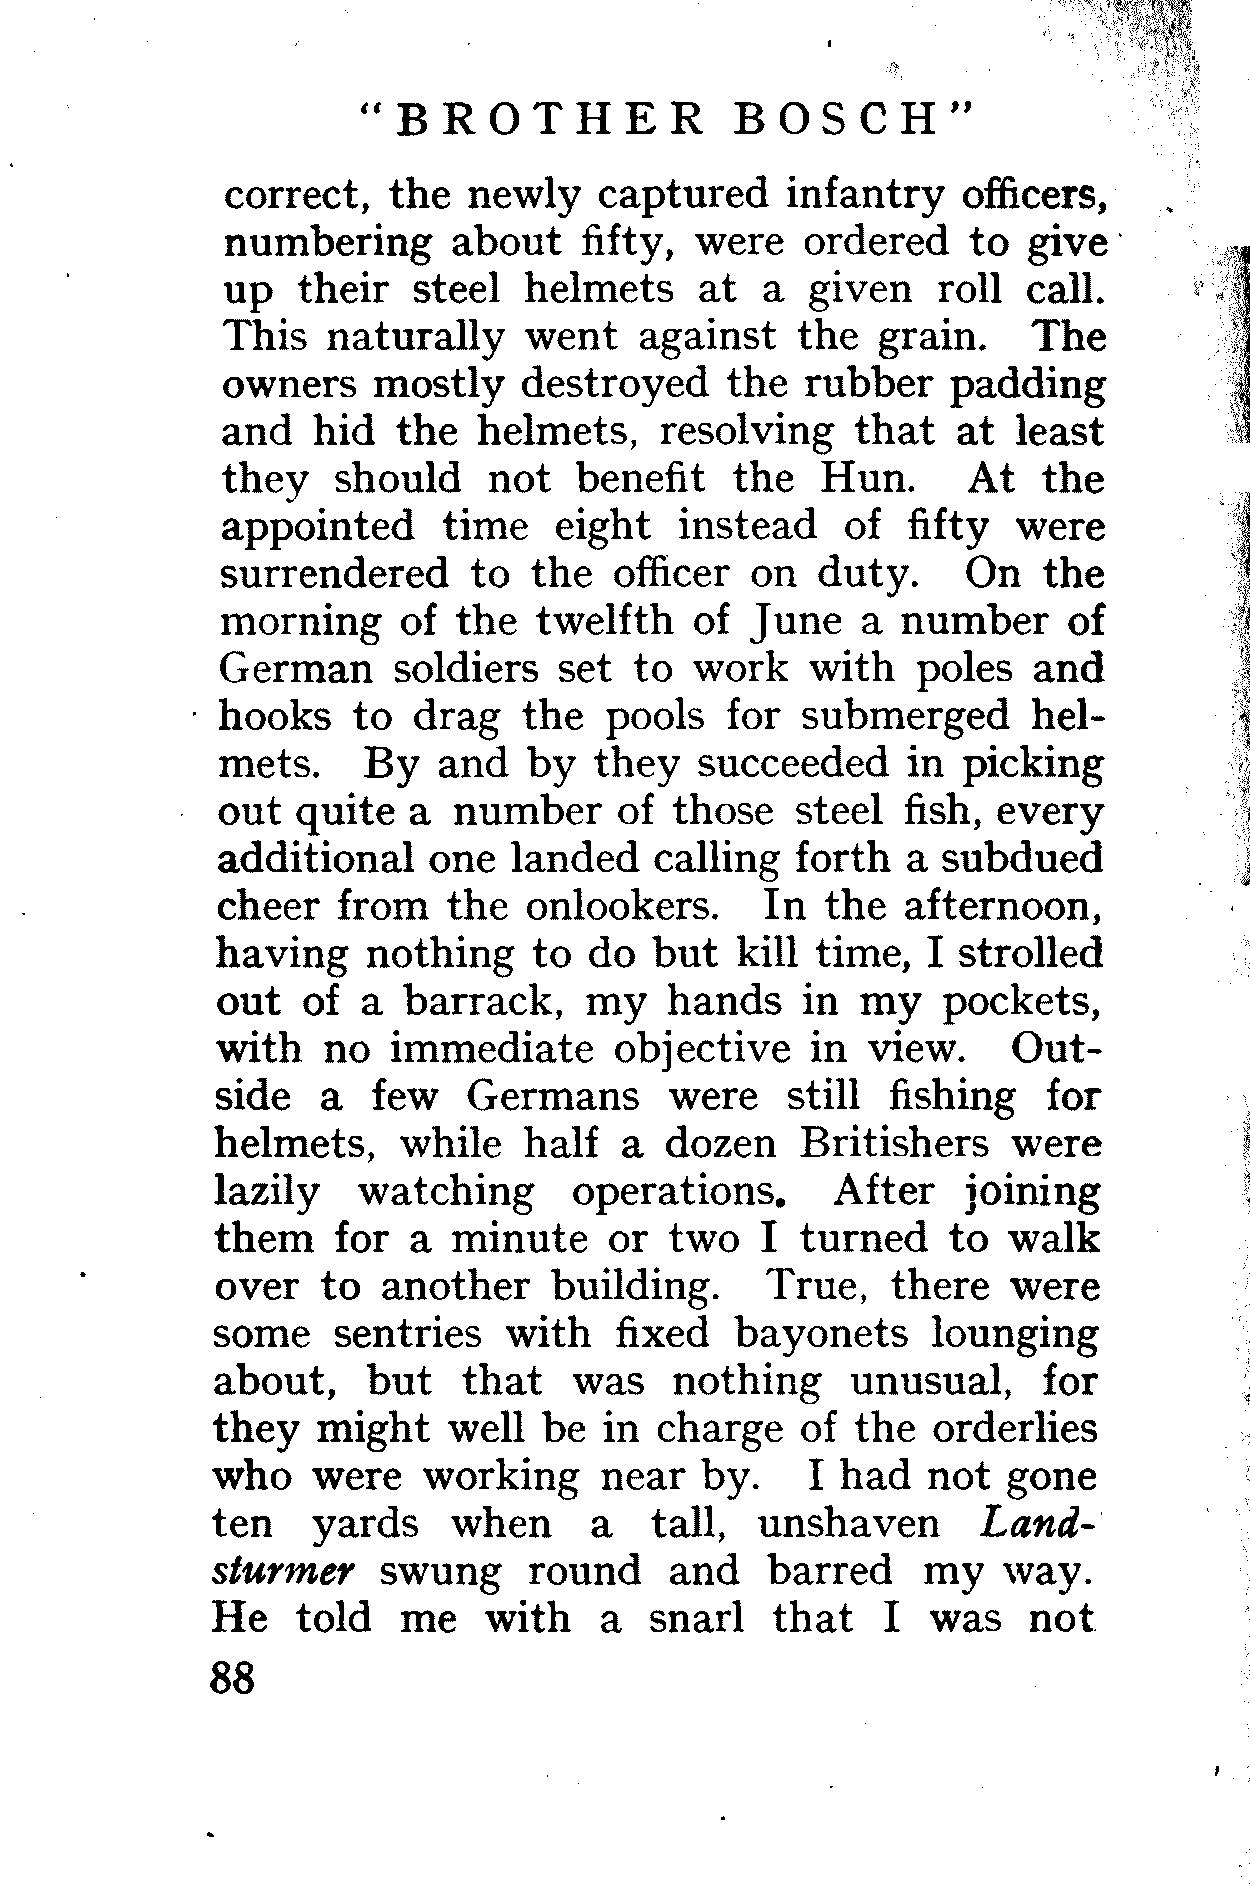 "BROTHER BOSCH"
correct, the newly captured infantry officers,
numbering about fifty, were ordered to give
up their steel helmets at a given roll call.
This naturally went against the grain. The
owners mostly destroyed the rubber padding
and hid the helmets, resolving that at least
they should not benefit the Hun. At the
appointed time eight instead of fifty were
surrendered to the officer on duty. On the
morning of the twelfth of June a number of
German soldiers set to work with poles and
hooks to drag the pools for submerged hel-
mets. By and by they succeeded in picking
out quite a number of those steel fish, every
additional one landed calling forth a subdued
cheer from the onlookers. In the afternoon,
having nothing to do but kill time, I strolled
out of a barrack, my hands in my pockets,
with no immediate objective in view. Out-
side a few Germans were still fishing for
helmets, while half a dozen Britishers were
lazily watching operations. After joining
them for a minute or two I turned to walk
over to another building. True, there were
some sentries with fixed bayonets lounging
about, but that was nothing unusual, for
they might well be in charge of the orderlies
who were working near by. I had not gone
ten yards when a tall, unshaven Land-
sturmer swung round and barred my way.
He told me with a snarl that I was not
88